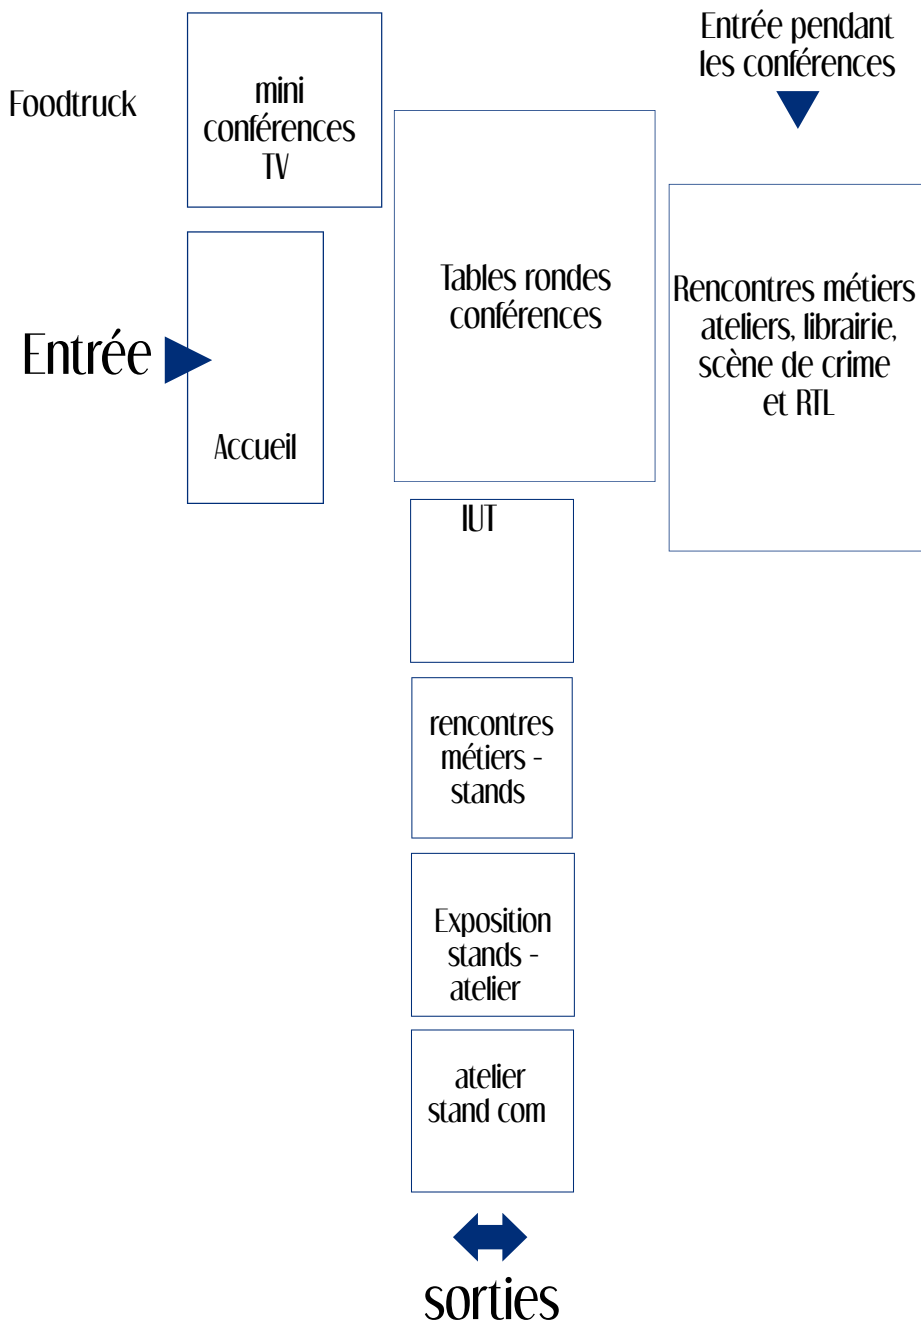 Entrée pendant
les conférences
Foodtruck
mini
conférences
TV
Tables rondes
conférences
Rencontres métiers
ateliers, librairie,
scène de crime
et RTL
Entrée
Accueil
IUT
rencontres
métiers -
stands
Exposition
stands -
atelier
atelier
stand com
sorties